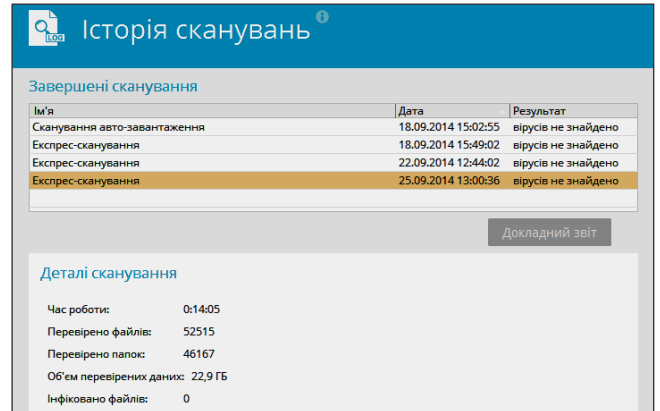 LOG
Історія сканувань i
Завершені сканування
Ім'я Дата Результат
Сканування авто-завантаження 18.09.2014 15:02:55 вірусів не знайдено
Експрес-сканування 18.09.2014 15:49:02 вірусів не знайдено
Експрес-сканування 22.09.2014 12:44:02 вірусів не знайдено
Експрес-сканування 25.09.2014 13:00:36 вірусів не знайдено
Докладний звіт
Деталі сканування
Час роботи: 0:14:05
Перевірено файлів: 52515
Перевірено папок: 46167
Об'єм перевірених даних: 22,9 ГБ
Інфіковано файлів: 0